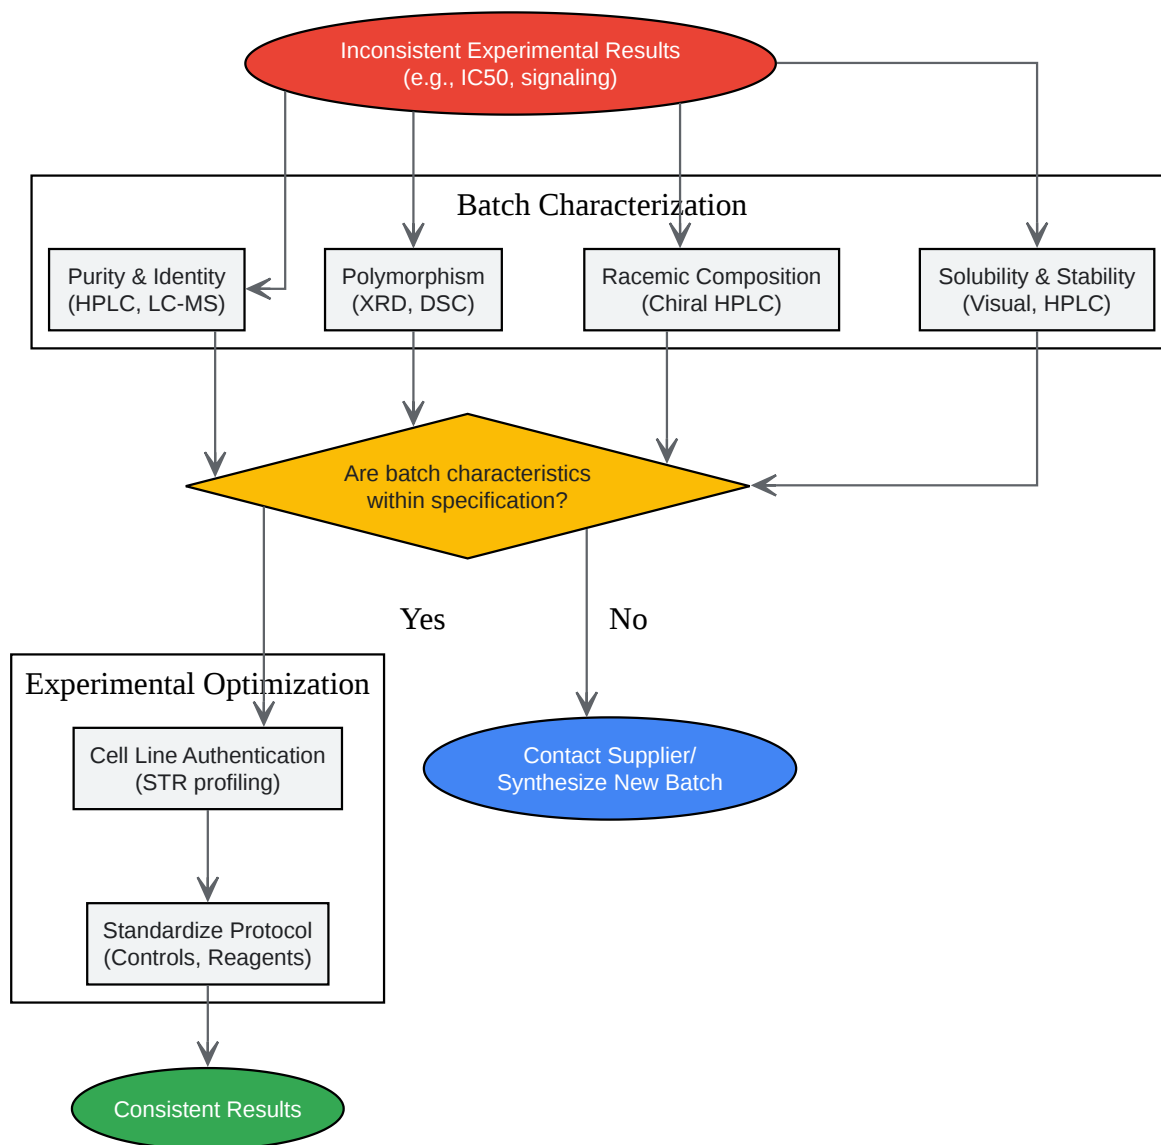 Inconsistent Experimental Results
(e.g., IC50, signaling)
Batch Characterization
Purity & Identity
(HPLC, LC-MS)
Polymorphism
(XRD, DSC)
Racemic Composition
(Chiral HPLC)
Solubility & Stability
(Visual, HPLC)
Are batch characteristics
within specification?
Yes
No
Experimental Optimization
Cell Line Authentication
(STR profiling)
Contact Supplier/
Synthesize New Batch
Standardize Protocol
(Controls, Reagents)
Consistent Results